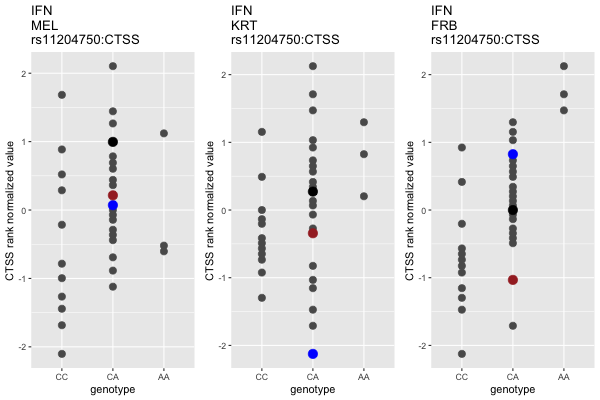 IFN
MEL
rs11204750:CTSS
CTSS rank normalized value
2
1
0
-1
-2
CC
CA
AA
genotype
IFN
KRT
rs11204750:CTSS
CTSS rank normalized value
2
1
0
-1
-2
CC
CA
AA
genotype
IFN
FRB
rs11204750:CTSS
CTSS rank normalized value
2
1
0
-1
-2
CC
CA
AA
genotype